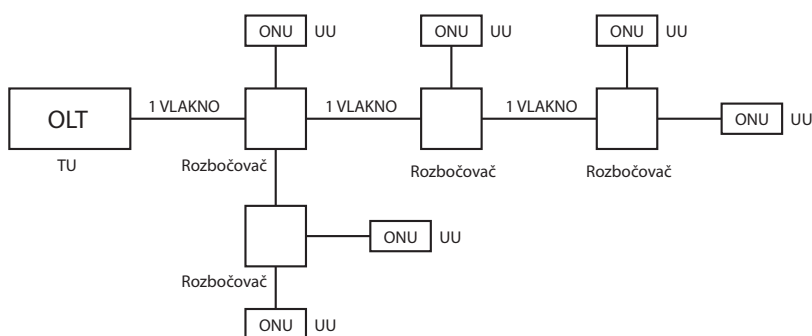 ONU UU ONU UU ONU UU
OLT 1 VLAKNO 1 VLAKNO 1 VLAKNO ONU UU
TU Rozbočovač Rozbočovač Rozbočovač
ONU UU
Rozbočovač
ONU UU